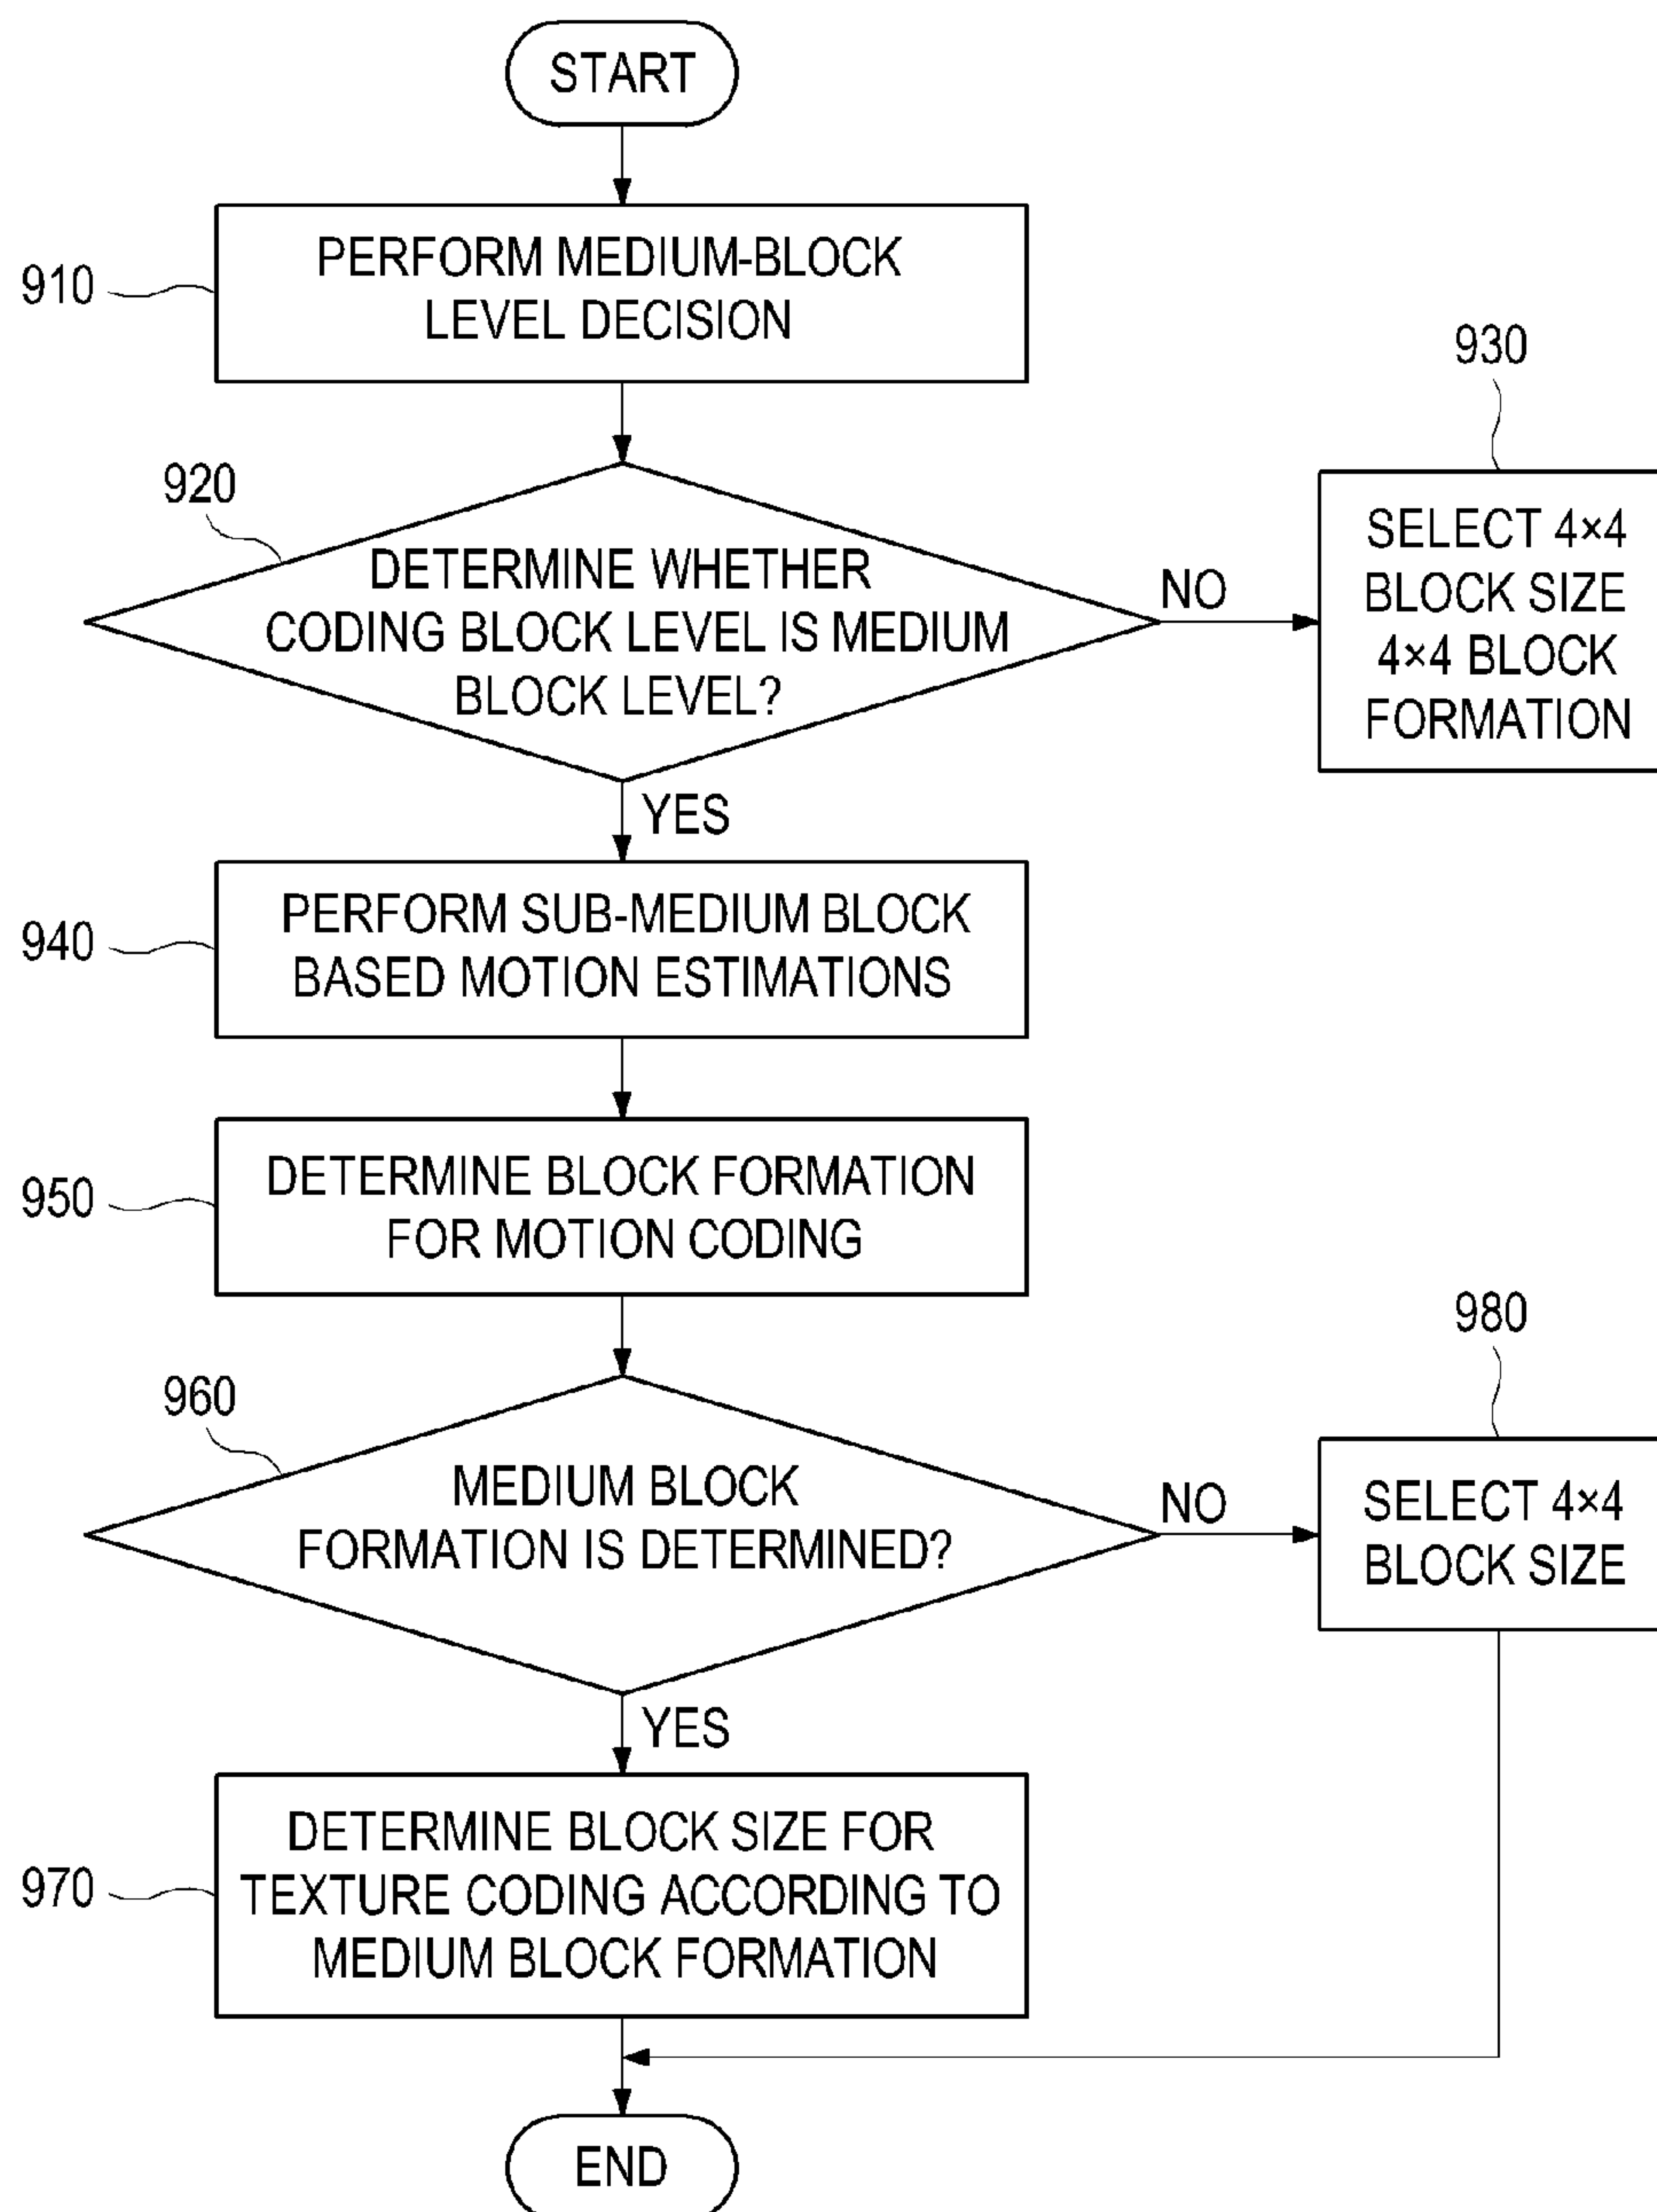 START
910
PERFORM MEDIUM-BLOCK
LEVEL DECISION
920
DETERMINE WHETHER
CODING BLOCK LEVEL IS MEDIUM
BLOCK LEVEL?
NO
930
SELECT 4×4
BLOCK SIZE
4×4 BLOCK
FORMATION
YES
940
PERFORM SUB-MEDIUM BLOCK
BASED MOTION ESTIMATIONS
950
DETERMINE BLOCK FORMATION
FOR MOTION CODING
960
MEDIUM BLOCK
FORMATION IS DETERMINED?
NO
980
SELECT 4×4
BLOCK SIZE
YES
970
DETERMINE BLOCK SIZE FOR
TEXTURE CODING ACCORDING TO
MEDIUM BLOCK FORMATION
END